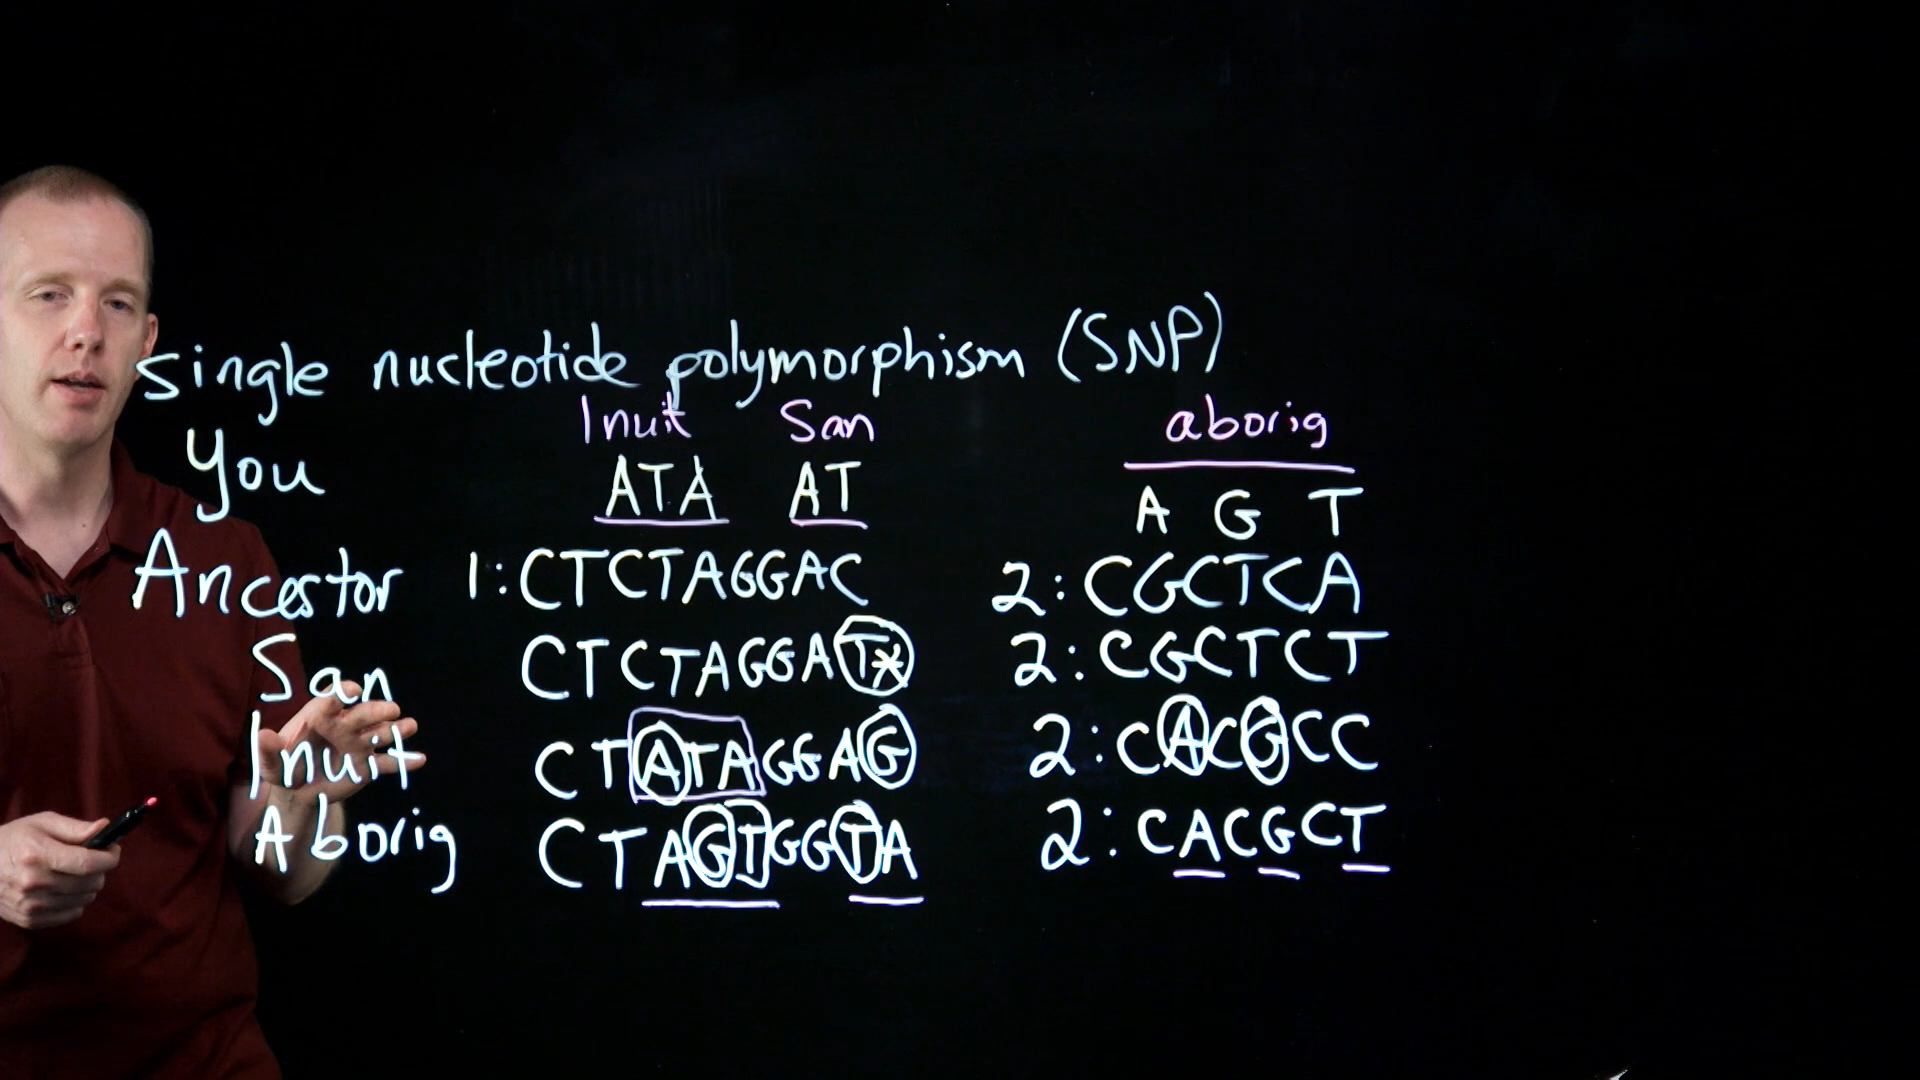 single nucleotide polymorphism (SNP)
Inuit San aborig
You ATA AT A G T
Ancestor 1: CTCTAGGAC 2: CGCTCA
San CTCTAGGAT* 2: CGCTCT
Inuit CTATAGGAG 2: CACGCC
Aborig CTAGTGGTA 2: CACGCT